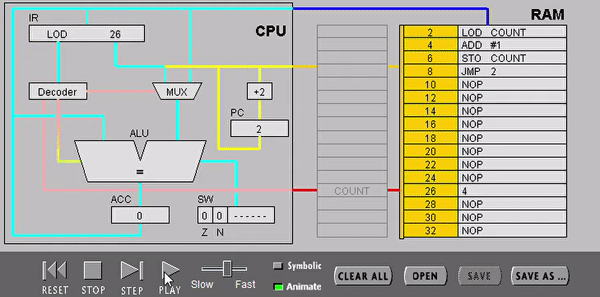 IR CPU RAM
LOD 26
2 LOD COUNT
4 ADD #1
6 STO COUNT
8 JMP 2
10 NOP
12 NOP
14 NOP
16 NOP
18 NOP
20 NOP
22 NOP
24 NOP
26 4
28 NOP
30 NOP
32 NOP
Decoder MUX +2
PC
2
ALU
=
COUNT
ACC SW
0 0 0 ------
Z N
RESET STOP STEP PLAY
Slow Fast
Symbolic
Animate
CLEAR ALL OPEN SAVE SAVE AS ...